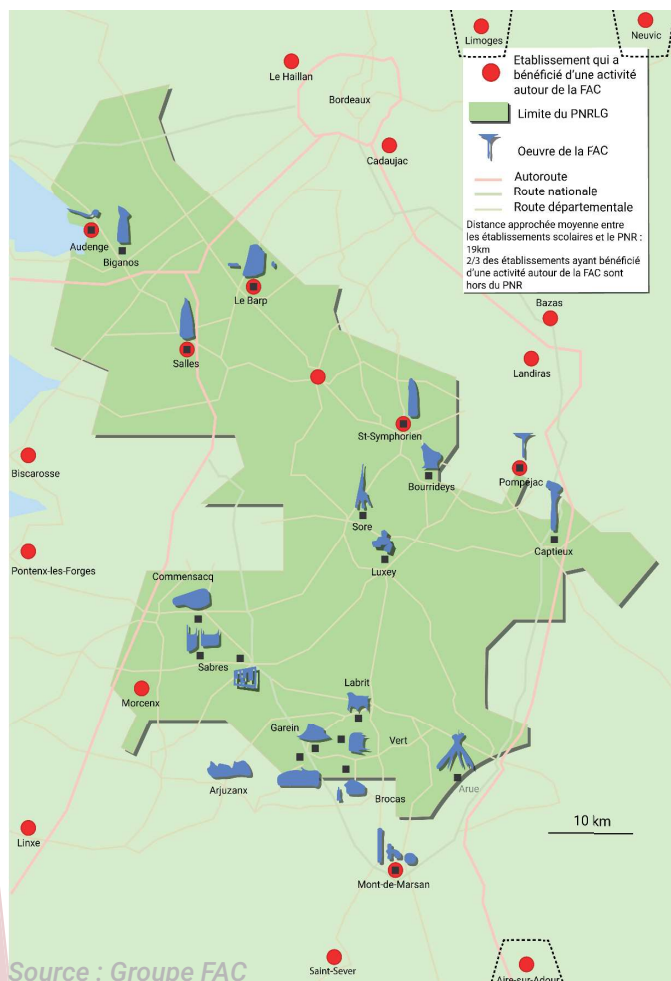 Limoges
Neuvic
Le Haillan
Bordeaux
Cadaujac
Etablissement qui a
bénéficié d'une activité
autour de la FAC
Limite du PNRLG
Oeuvre de la FAC
Autoroute
Route nationale
Route départementale
Distance approchée moyenne entre
les établissements scolaires et le PNR :
19km
2/3 des établissements ayant bénéficié
d'une activité autour de la FAC sont
hors du PNR
Audenge
Biganos
Le Barp
Bazas
Salles
Landiras
St-Symphorien
Biscarosse
Bourrideys
Pompéjac
Sore
Captieux
Pontenx-les-Forges
Luxey
Commensacq
Sabres
Morcenx
Labrit
Garein
Vert
Arjuzanx
Arue
Brocas
10 km
Linxe
Mont-de-Marsan
Saint-Sever
Aire-sur-Adour
Source : Groupe FAC